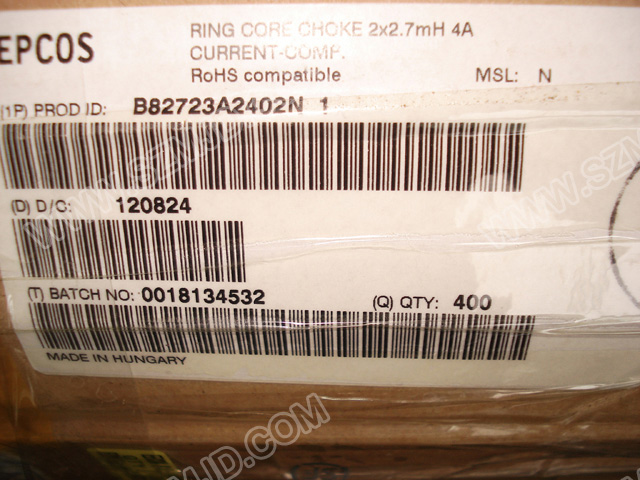 RING CORE CHOKE 2x2.7mH 4A
EPCOS
CURRENT-COMP.
RoHS compatible MSL: N
(1P) PROD ID: B82723A2402N 1
(D) D/C: 120824
(T) BATCH NO: 0018134532 (Q) QTY: 400
MADE IN HUNGARY